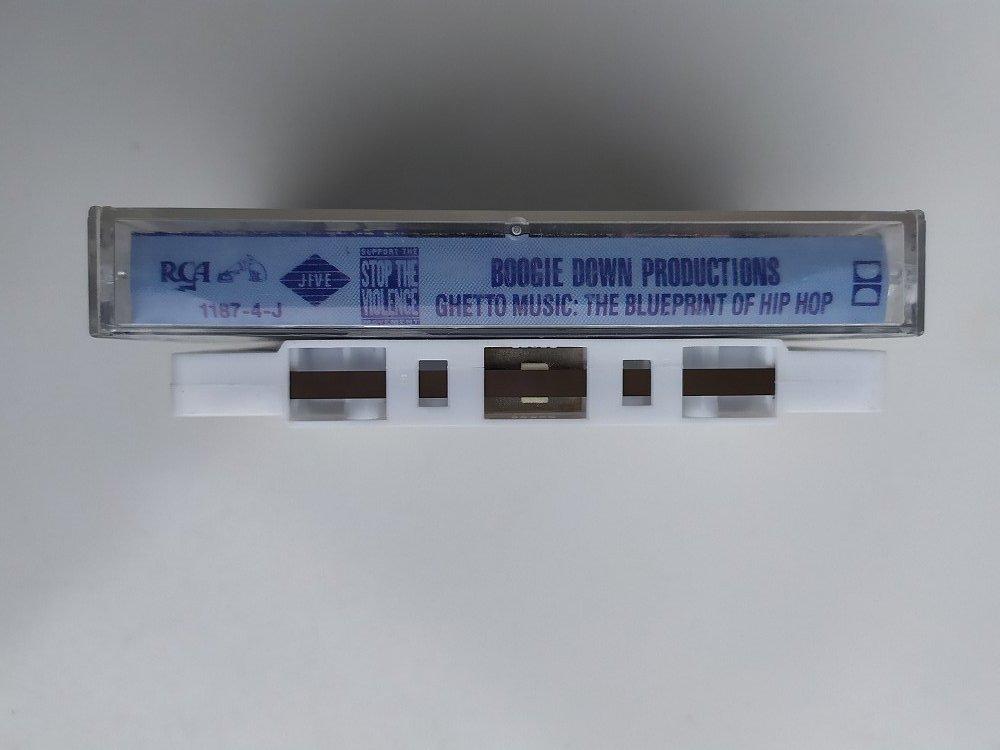 RCA
1187-4-J
JIVE
SUPPORT THE
STOP THE
VIOLENCE
MOVEMENT
BOOGIE DOWN PRODUCTIONS
GHETTO MUSIC: THE BLUEPRINT OF HIP HOP